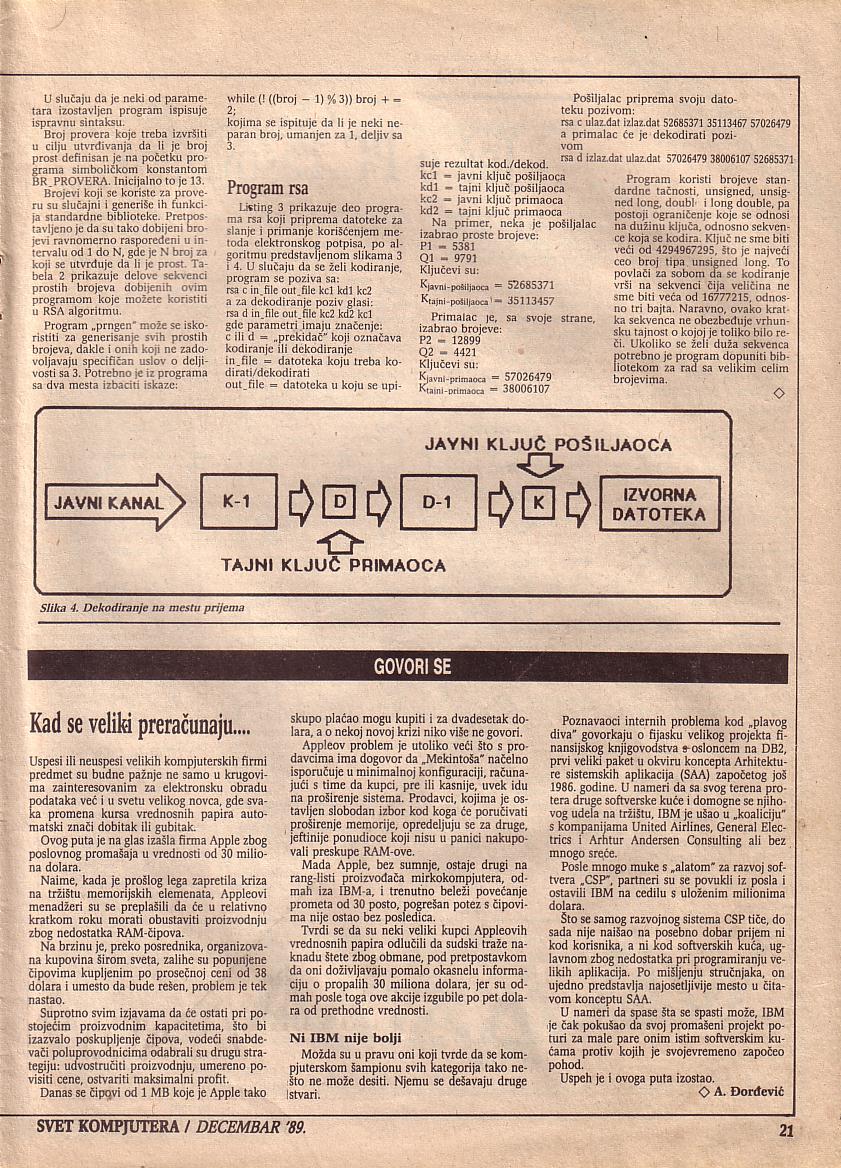 U slučaju da je neki od parame-
tara izostavljen program ispisuje
ispravnu sintaksu.
Broj provera koje treba izvršiti
u cilju utvrđivanja da li je broj
prost definisan je na početku pro-
grama simboličkom konstantom
BR_PROVERA. Inicijalno to je 13.
Brojevi koji se koriste za prove-
ru su slučajni i generiše ih funkci-
ja standardne biblioteke. Pretpos-
tavljeno je da su tako dobijeni bro-
jevi ravnomerno raspoređeni u in-
tervalu od 1 do N, gde je N broj za
koji se utvrđuje da li je prost. Ta-
bela 2 prikazuje delove sekvenci
prostih brojeva dobijenih ovim
programom koje možete koristiti
u RSA algoritmu.
Program „prngen" može se isko-
ristiti za generisanje svih prostih
brojeva, dakle i onih koji ne zado-
voljavaju specifičan uslov o delji-
vosti sa 3. Potrebno je iz programa
sa dva mesta izbaciti iskaze:
while (! ((broj − 1) % 3)) broj + =
2;
kojima se ispituje da li je neki ne-
paran broj, umanjen za 1, deljiv sa
3.
Program rsa
Listing 3 prikazuje deo progra-
ma rsa koji priprema datoteke za
slanje i primanje korišćenjem me-
toda elektronskog potpisa, po al-
goritmu predstavljenom slikama 3
i 4. U slučaju da se želi kodiranje,
program se poziva sa:
rsa c in_file out_file kc1 kd1 kc2
a za dekodiranje poziv glasi:
rsa d in_file out_file kc2 kd2 kc1
gde parametri imaju značenje:
c ili d = „prekidač" koji označava
kodiranje ili dekodiranje
in_file = datoteka koju treba ko-
dirati/dekodirati
out_file = datoteka u koju se upi-
suje rezultat kod./dekod.
kc1 = javni ključ pošiljaoca
kd1 = tajni ključ pošiljaoca
kc2 = javni ključ primaoca
kd2 = tajni ključ primaoca
Na primer, neka je pošiljalac
izabrao proste brojeve:
P1 = 5381
Q1 = 9791
Ključevi su:
Kjavni-pošiljaoca = 52685371
Ktajni-pošiljaoca = 35113457
Primalac je, sa svoje strane,
izabrao brojeve:
P2 = 12899
Q2 = 4421
Ključevi su:
Kjavni-primaoca = 57026479
Ktajni-primaoca = 38006107
Pošiljalac priprema svoju dato-
teku pozivom:
rsa c ulaz.dat izlaz.dat 52685371 35113467 57026479
a primalac će je dekodirati pozi-
vom
rsa d izlaz.dat ulaz.dat 57026479 38006107 52685371
Program koristi brojeve stan-
dardne tačnosti, unsigned, unsig-
ned long, double i long double, pa
postoji ograničenje koje se odnosi
na dužinu ključa, odnosno sekven-
ce koja se kodira. Ključ ne sme biti
veći od 4294967295, što je najveći
ceo broj tipa unsigned long. To
povlači za sobom da se kodiranje
vrši na sekvenci čija veličina ne
sme biti veća od 16777215, odnos-
no tri bajta. Naravno, ovako krat-
ka sekvenca ne obezbeđuje vrhun-
sku tajnost o kojoj je toliko bilo re-
či. Ukoliko se želi duža sekvenca
potrebno je program dopuniti bib-
liotekom za rad sa velikim celim
brojevima.
◇
JAVNI KLJUČ POŠILJAOCA
JAVNI KANAL
K-1
D
D-1
K
IZVORNA
DATOTEKA
TAJNI KLJUČ PRIMAOCA
Slika 4. Dekodiranje na mestu prijema
GOVORI SE
Kad se veliki preračunaju....
Uspesi ili neuspesi velikih kompjuterskih firmi
predmet su budne pažnje ne samo u krugovi-
ma zainteresovanim za elektronsku obradu
podataka već i u svetu velikog novca, gde sva-
ka promena kursa vrednosnih papira auto-
matski znači dobitak ili gubitak.
Ovog puta je na glas izašla firma Apple zbog
poslovnog promašaja u vrednosti od 30 milio-
na dolara.
Naime, kada je prošlog lega zapretila kriza
na tržištu memorijskih elemenata, Appleovi
menadžeri su se preplašili da će u relativno
kratkom roku morati obustaviti proizvodnju
zbog nedostatka RAM-čipova.
Na brzinu je, preko posrednika, organizova-
na kupovina širom sveta, zalihe su popunjene
čipovima kupljenim po prosečnoj ceni od 38
dolara i umesto da bude rešen, problem je tek
nastao.
Suprotno svim izjavama da će ostati pri po-
stojećim proizvodnim kapacitetima, što bi
izazvalo poskupljenje čipova, vodeći snabde-
vači poluprovodnicima odabrali su drugu stra-
tegiju: udvostručiti proizvodnju, umereno po-
visiti cene, ostvariti maksimalni profit.
Danas se čipovi od 1 MB koje je Apple tako
skupo plaćao mogu kupiti i za dvadesetak do-
lara, a o nekoj novoj krizi niko više ne govori.
Appleov problem je utoliko veći što s pro-
davcima ima dogovor da „Mekintoša" načelno
isporučuje u minimalnoj konfiguraciji, računa-
jući s time da kupci, pre ili kasnije, uvek idu
na proširenje sistema. Prodavci, kojima je os-
tavljen slobodan izbor kod koga će poručivati
proširenje memorije, opredeljuju se za druge,
jeftinije ponudioce koji nisu u panici nakupo-
vali preskupe RAM-ove.
Mada Apple, bez sumnje, ostaje drugi na
rang-listi proizvođača mirkokompjutera, od-
mah iza IBM-a, i trenutno beleži povećanje
prometa od 30 posto, pogrešan potez s čipovi-
ma nije ostao bez posledica.
Tvrdi se da su neki veliki kupci Appleovih
vrednosnih papira odlučili da sudski traže na-
knadu štete zbog obmane, pod pretpostavkom
da oni doživljavaju pomalo okasnelu informa-
ciju o propalih 30 miliona dolara, jer su od-
mah posle toga ove akcije izgubile po pet dola-
ra od prethodne vrednosti.
Ni IBM nije bolji
Možda su u pravu oni koji tvrde da se kom-
pjuterskom šampionu svih kategorija tako ne-
što ne može desiti. Njemu se dešavaju druge
stvari.
Poznavaoci internih problema kod „plavog
diva" govorkaju o fijasku velikog projekta fi-
nansijskog knjigovodstva s osloncem na DB2,
prvi veliki paket u okviru koncepta Arhitektu-
re sistemskih aplikacija (SAA) započetog još
1986. godine. U nameri da sa svog terena pro-
tera druge softverske kuće i domogne se njiho-
vog udela na tržištu, IBM je ušao u „koaliciju"
s kompanijama United Airlines, General Elec-
trics i Arhtur Andersen Consulting ali bez
mnogo sreće.
Posle mnogo muke s „alatom" za razvoj sof-
tvera „CSP", partneri su se povukli iz posla i
ostavili IBM na cedilu s uloženim milionima
dolara.
Što se samog razvojnog sistema CSP tiče, do
sada nije naišao na posebno dobar prijem ni
kod korisnika, a ni kod softverskih kuća, ug-
lavnom zbog nedostatka pri programiranju ve-
likih aplikacija. Po mišljenju stručnjaka, on
ujedno predstavlja najosetljivije mesto u čita-
vom konceptu SAA.
U nameri da spase šta se spasti može, IBM
je čak pokušao da svoj promašeni projekt po-
turi za male pare onim istim softverskim ku-
ćama protiv kojih je svojevremeno započeo
pohod.
Uspeh je i ovoga puta izostao.
◇ A. Đorđević
SVET KOMPJUTERA / DECEMBAR '89.
21